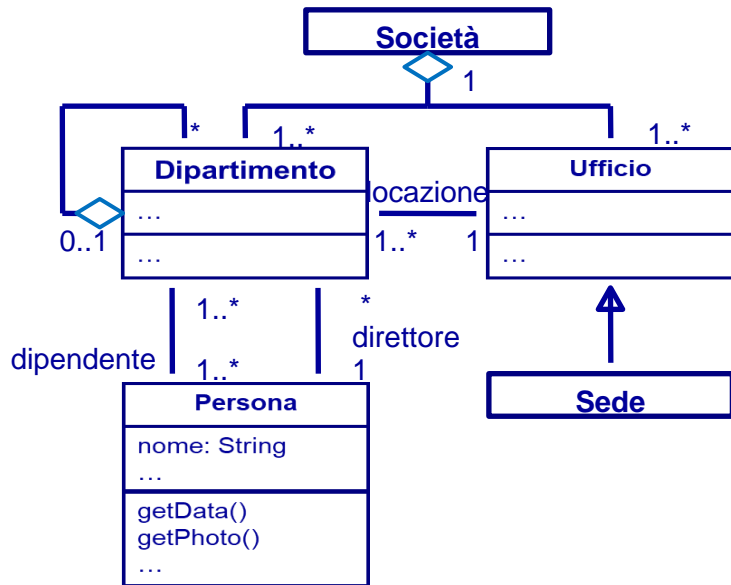 Società
1
*
1..*
1..*
Dipartimento
Ufficio
…
locazione
…
0..1
…
1..*
1
…
1..*
*
dipendente
direttore
1..*
1
Persona
Sede
nome: String
…
getData()
getPhoto()
…